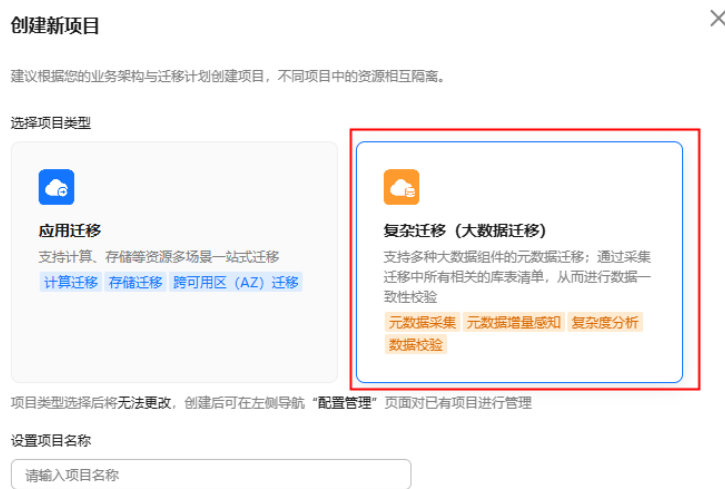 创建新项目
建议根据您的业务架构与迁移计划创建项目，不同项目中的资源相互隔离。
选择项目类型
应用迁移
支持计算、存储等资源多场景一站式迁移
计算迁移 存储迁移 跨可用区（AZ）迁移
复杂迁移（大数据迁移）
支持多种大数据组件的元数据迁移；通过采集
迁移中所有相关的库表清单，从而进行数据一
致性校验
元数据采集 元数据增量感知 复杂度分析
数据校验
项目类型选择后将无法更改，创建后可在左侧导航“配置管理”页面对已有项目进行管理
设置项目名称
请输入项目名称